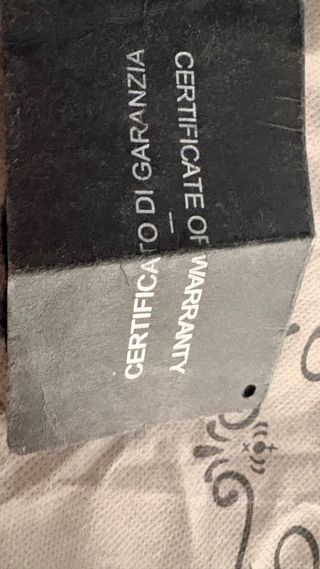 CERTIFICATO DI GARANZIA
CERTIFICATE OF WARRANTY